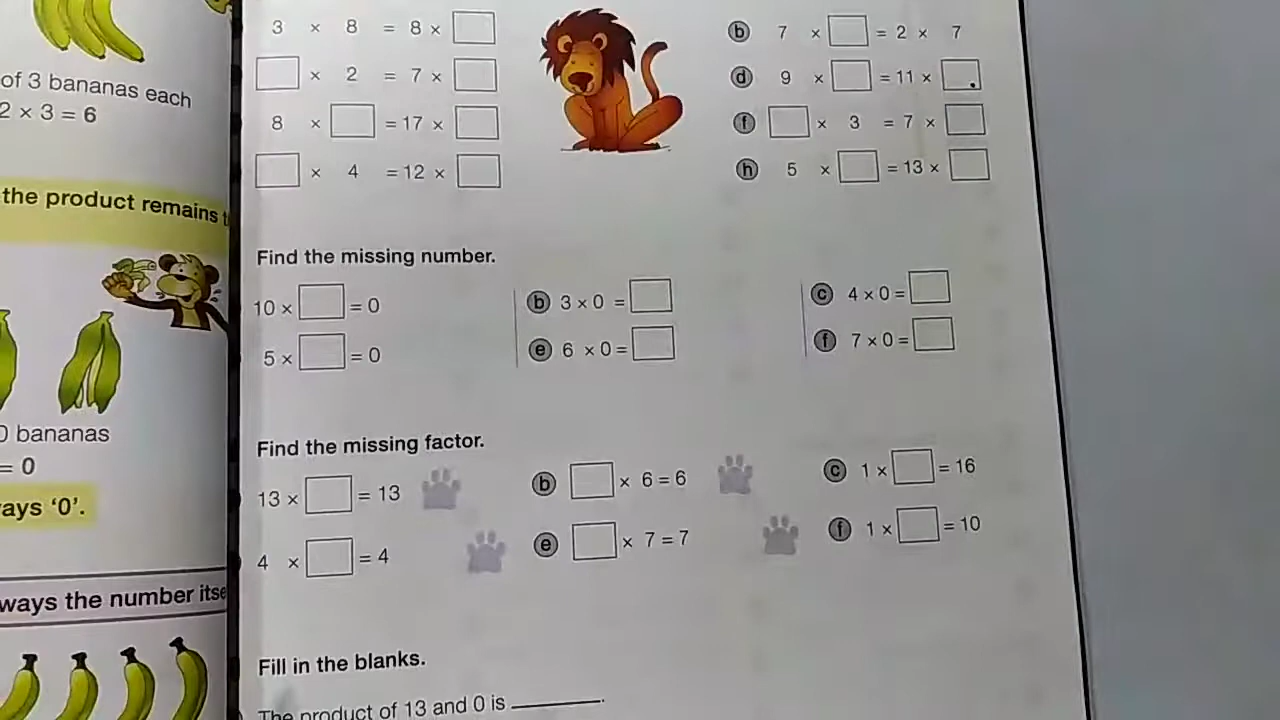 of 3 bananas each
2 × 3 = 6
the product remains
0 bananas
= 0
ays ‘0’.
ways the number itse
3 × 8 = 8 × □
b 7 × □ = 2 × 7
□ × 2 = 7 × □
d 9 × □ = 11 × □
8 × □ = 17 × □
f □ × 3 = 7 × □
□ × 4 = 12 × □
h 5 × □ = 13 × □
Find the missing number.
10 × □ = 0
b 3 × 0 = □
c 4 × 0 = □
5 × □ = 0
e 6 × 0 = □
f 7 × 0 = □
Find the missing factor.
13 × □ = 13
b □ × 6 = 6
c 1 × □ = 16
4 × □ = 4
e □ × 7 = 7
f 1 × □ = 10
Fill in the blanks.
The product of 13 and 0 is ______.